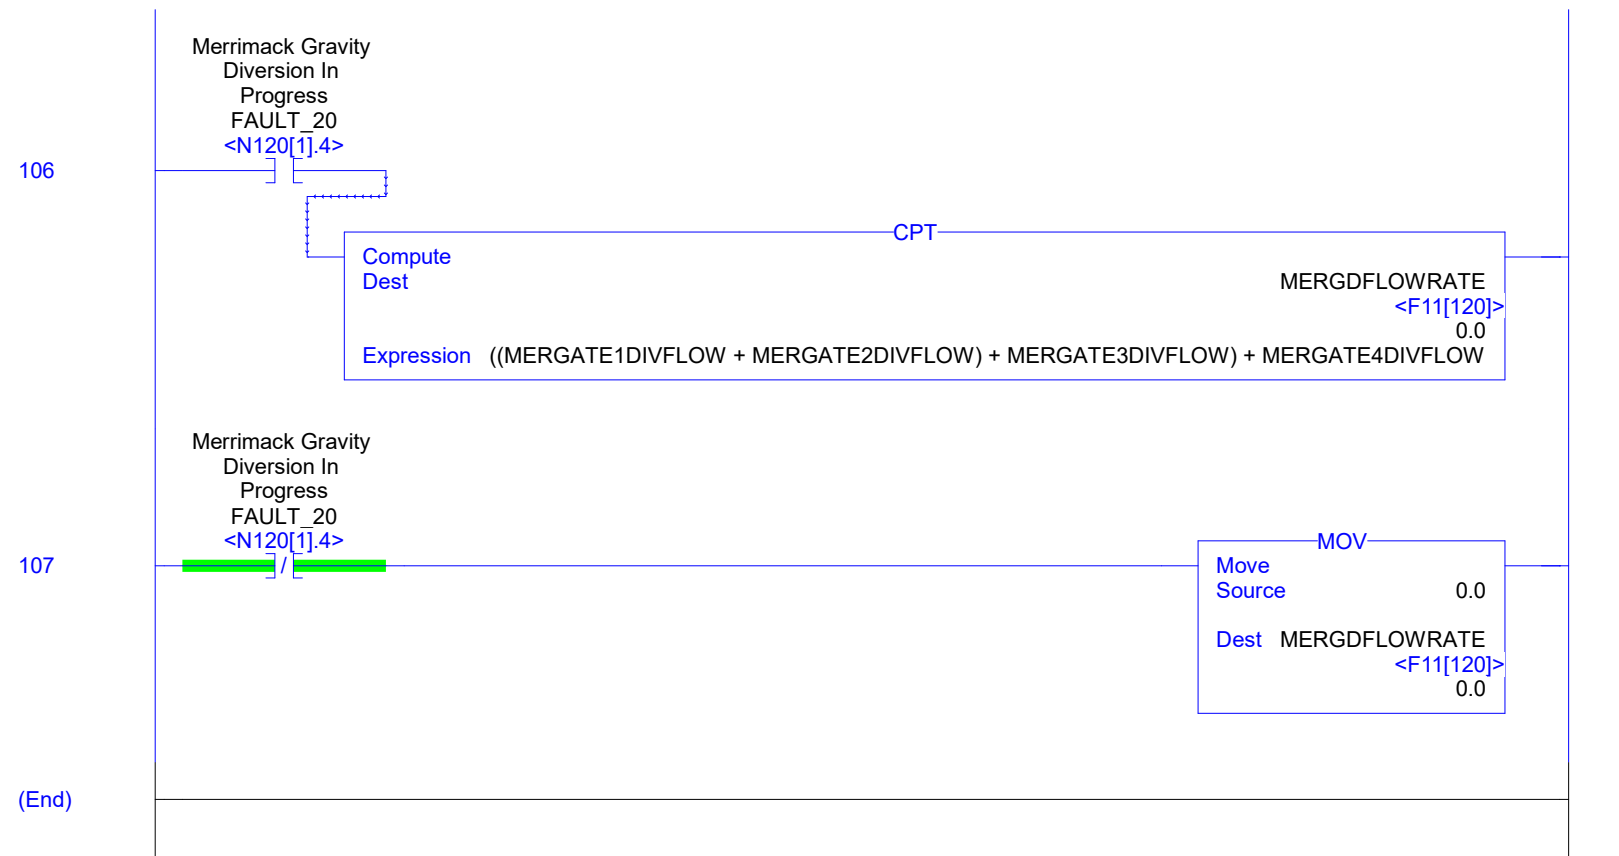 Merrimack Gravity
Diversion In
Progress
FAULT_20
<N120[1].4>
106
CPT
Compute
Dest MERGDFLOWRATE
<F11[120]>
0.0
Expression ((MERGATE1DIVFLOW + MERGATE2DIVFLOW) + MERGATE3DIVFLOW) + MERGATE4DIVFLOW
Merrimack Gravity
Diversion In
Progress
FAULT_20
<N120[1].4>
107
/
MOV
Move
Source 0.0
Dest MERGDFLOWRATE
<F11[120]>
0.0
(End)